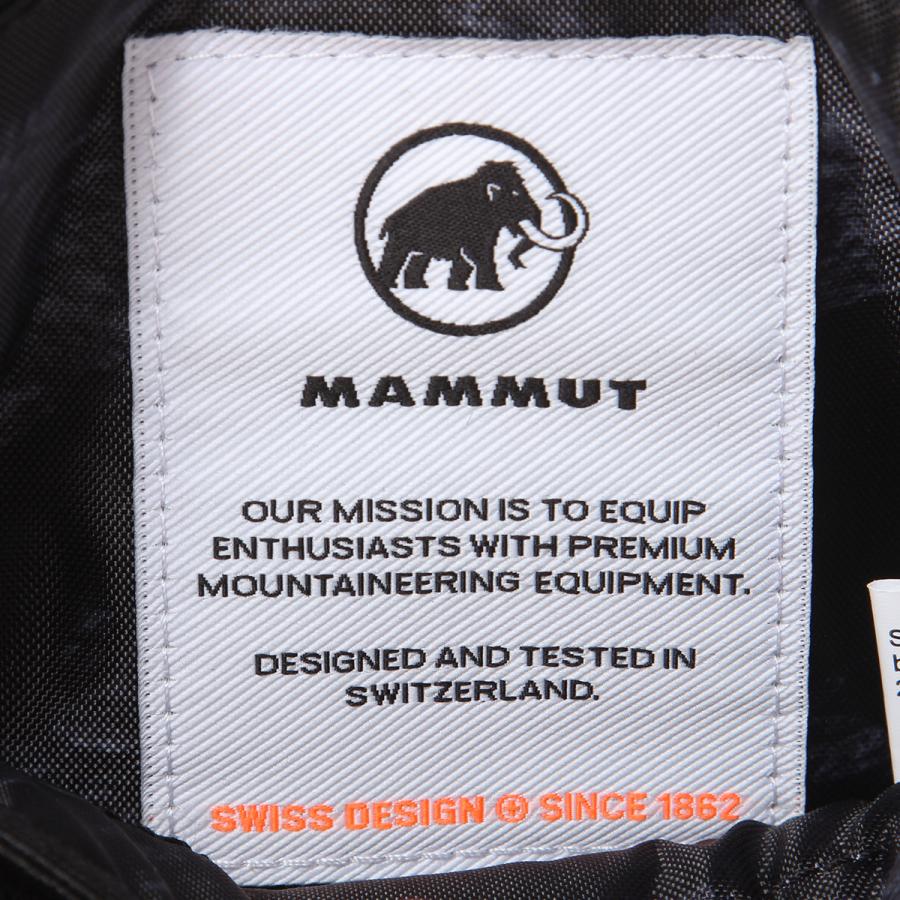 MAMMUT
OUR MISSION IS TO EQUIP
ENTHUSIASTS WITH PREMIUM
MOUNTAINEERING EQUIPMENT.
DESIGNED AND TESTED IN
SWITZERLAND.
SWISS DESIGN ⊕ SINCE 1862